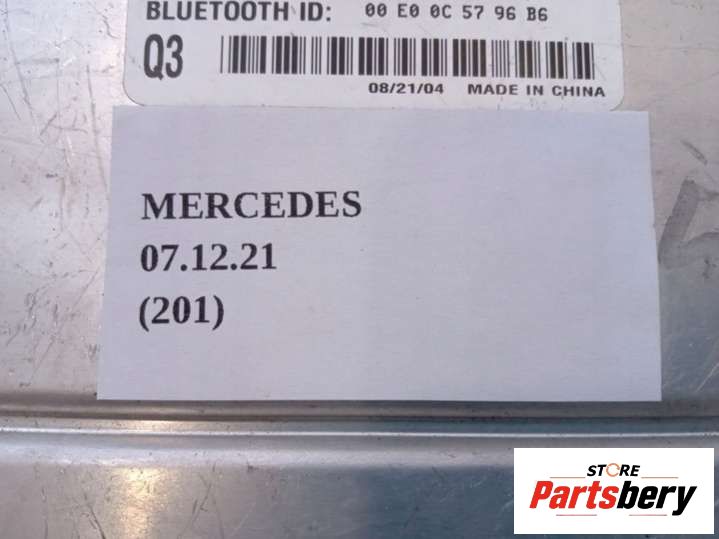 BLUETOOTH ID: 00 E0 0C 57 96 B6
Q3
08/21/04 MADE IN CHINA
MERCEDES
07.12.21
(201)
STORE
Partsbery